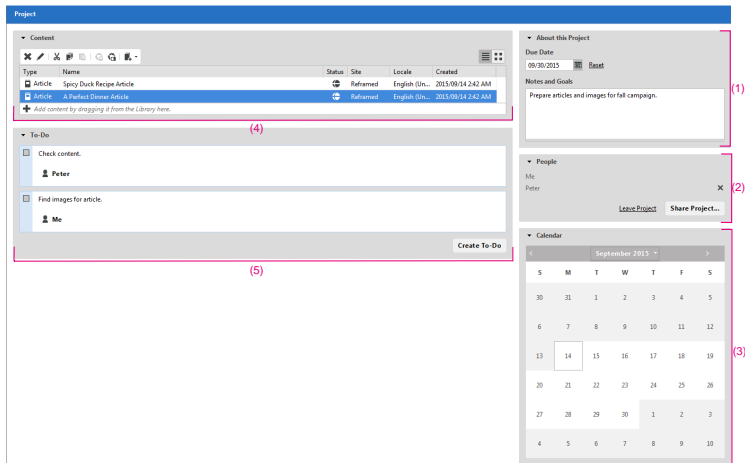 Project
Content
Type Name Status Site Locale Created
Article Spicy Duck Recipe Article Reframed English (Un... 2015/09/14 2:42 AM
Article A Perfect Dinner Article Reframed English (Un... 2015/09/14 2:42 AM
Add content by dragging it from the Library here.
(4)
To-Do
Check content.
Peter
Find images for article.
Me
Create To-Do
(5)
About this Project
Due Date
09/30/2015 Reset
Notes and Goals
Prepare articles and images for fall campaign.
(1)
People
Me
Peter
(2)
Leave Project Share Project...
Calendar
September 2015
S M T W T F S
30 31 1 2 3 4 5
6 7 8 9 10 11 12
13 14 15 16 17 18 19
(3)
20 21 22 23 24 25 26
27 28 29 30 1 2 3
4 5 6 7 8 9 10